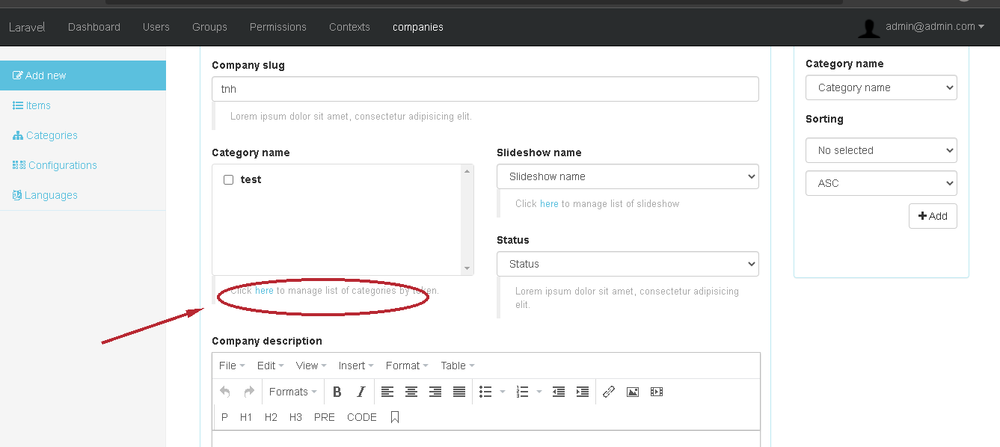 Laravel Dashboard Users Groups Permissions Contexts companies admin@admin.com
Add new
Items
Categories
Configurations
Languages
Company slug
tnh
Lorem ipsum dolor sit amet, consectetur adipisicing elit.
Category name
test
Click here to manage list of categories by token.
Slideshow name
Slideshow name
Click here to manage list of slideshow
Status
Status
Lorem ipsum dolor sit amet, consectetur adipisicing
elit.
Company description
File Edit View Insert Format Table
Formats B I
P H1 H2 H3 PRE CODE
Category name
Category name
Sorting
No selected
ASC
Add